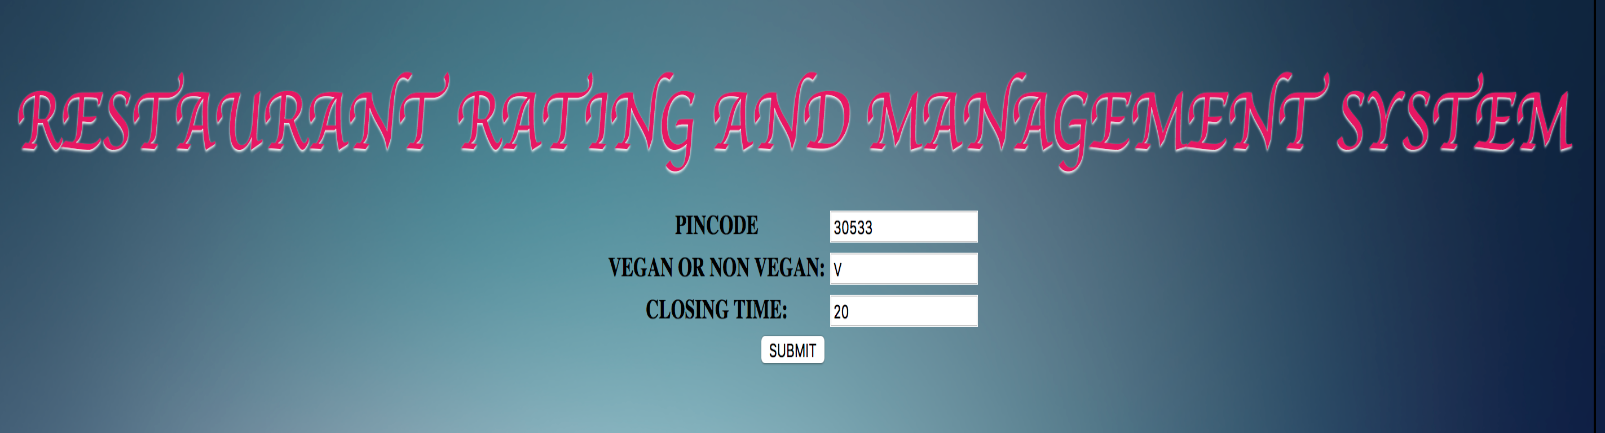 RESTAURANT RATING AND MANAGEMENT SYSTEM
PINCODE 30533
VEGAN OR NON VEGAN: V
CLOSING TIME: 20
SUBMIT